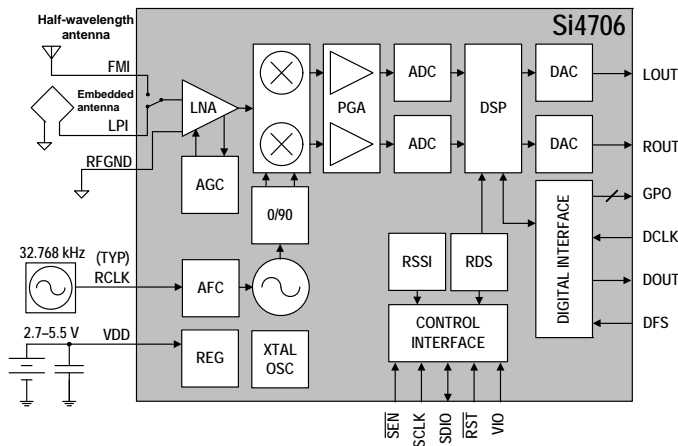 Half-wavelength
antenna
Si4706
FMI
Embedded
antenna
LPI
LNA
PGA
ADC
DSP
DAC
LOUT
ADC
DAC
ROUT
RFGND
AGC
0/90
GPO
DCLK
DOUT
DFS
DIGITAL INTERFACE
32.768 kHz
(TYP)
RCLK
AFC
RSSI
RDS
2.7–5.5 V
VDD
REG
XTAL
OSC
CONTROL
INTERFACE
SEN
SCLK
SDIO
RST
VIO